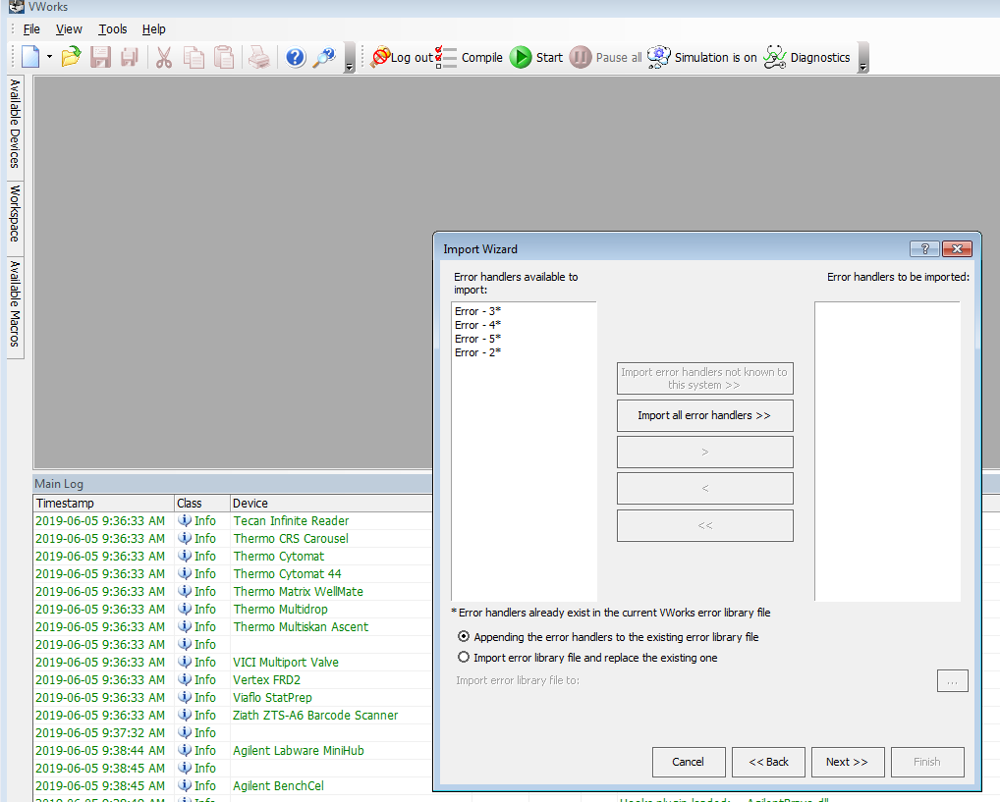 VWorks
File View Tools Help
Log out Compile Start Pause all Simulation is on Diagnostics
Available Devices
Workspace
Available Macros
Import Wizard
Error handlers available to
import:
Error handlers to be imported:
Error - 3*
Error - 4*
Error - 5*
Error - 2*
Import error handlers not known to
this system >>
Import all error handlers >>
>
<
<<
* Error handlers already exist in the current VWorks error library file
Appending the error handlers to the existing error library file
Import error library file and replace the existing one
Import error library file to:
...
Cancel << Back Next >> Finish
Main Log
Timestamp Class Device
2019-06-05 9:36:33 AM Info Tecan Infinite Reader
2019-06-05 9:36:33 AM Info Thermo CRS Carousel
2019-06-05 9:36:33 AM Info Thermo Cytomat
2019-06-05 9:36:33 AM Info Thermo Cytomat 44
2019-06-05 9:36:33 AM Info Thermo Matrix WellMate
2019-06-05 9:36:33 AM Info Thermo Multidrop
2019-06-05 9:36:33 AM Info Thermo Multiskan Ascent
2019-06-05 9:36:33 AM Info
2019-06-05 9:36:33 AM Info VICI Multiport Valve
2019-06-05 9:36:33 AM Info Vertex FRD2
2019-06-05 9:36:33 AM Info Viaflo StatPrep
2019-06-05 9:36:33 AM Info Ziath ZTS-A6 Barcode Scanner
2019-06-05 9:37:32 AM Info
2019-06-05 9:38:44 AM Info Agilent Labware MiniHub
2019-06-05 9:38:45 AM Info
2019-06-05 9:38:45 AM Info Agilent BenchCel